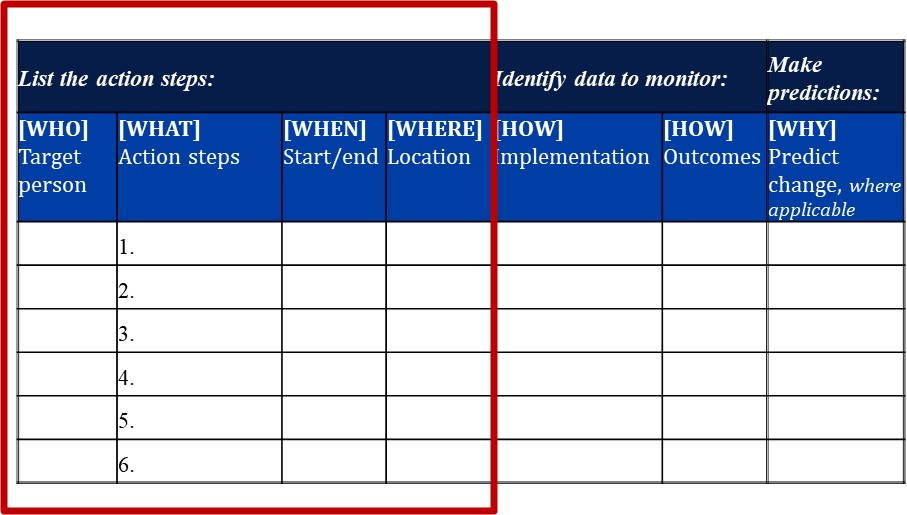 List the action steps:
Identify data to monitor:
Make
predictions:
[WHO]
Target
person
[WHAT]
Action steps
[WHEN]
Start/end
[WHERE]
Location
[HOW]
Implementation
[HOW]
Outcomes
[WHY]
Predict
change, where
applicable
1.
2.
3.
4.
5.
6.